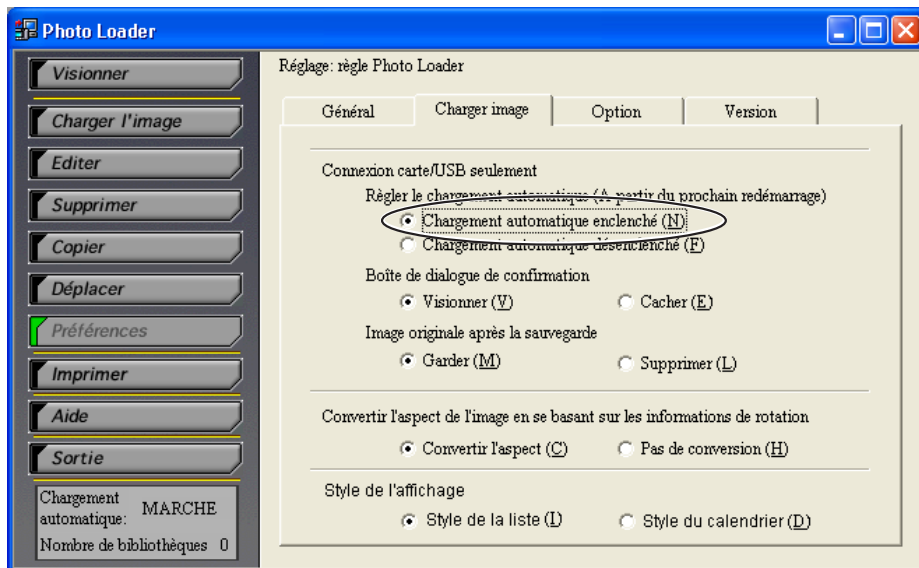 Photo Loader
Visionner
Charger l'image
Editer
Supprimer
Copier
Déplacer
Préférences
Imprimer
Aide
Sortie
Chargement
automatique: MARCHE
Nombre de bibliothèques 0
Réglage: règle Photo Loader
Général Charger image Option Version
Connexion carte/USB seulement
Règler le chargement automatique (A partir du prochain redémarrage)
Chargement automatique enclenché (N)
Chargement automatique désenclenché (F)
Boîte de dialogue de confirmation
Visionner (V) Cacher (E)
Image originale après la sauvegarde
Garder (M) Supprimer (L)
Convertir l'aspect de l'image en se basant sur les informations de rotation
Convertir l'aspect (C) Pas de conversion (H)
Style de l'affichage
Style de la liste (I) Style du calendrier (D)